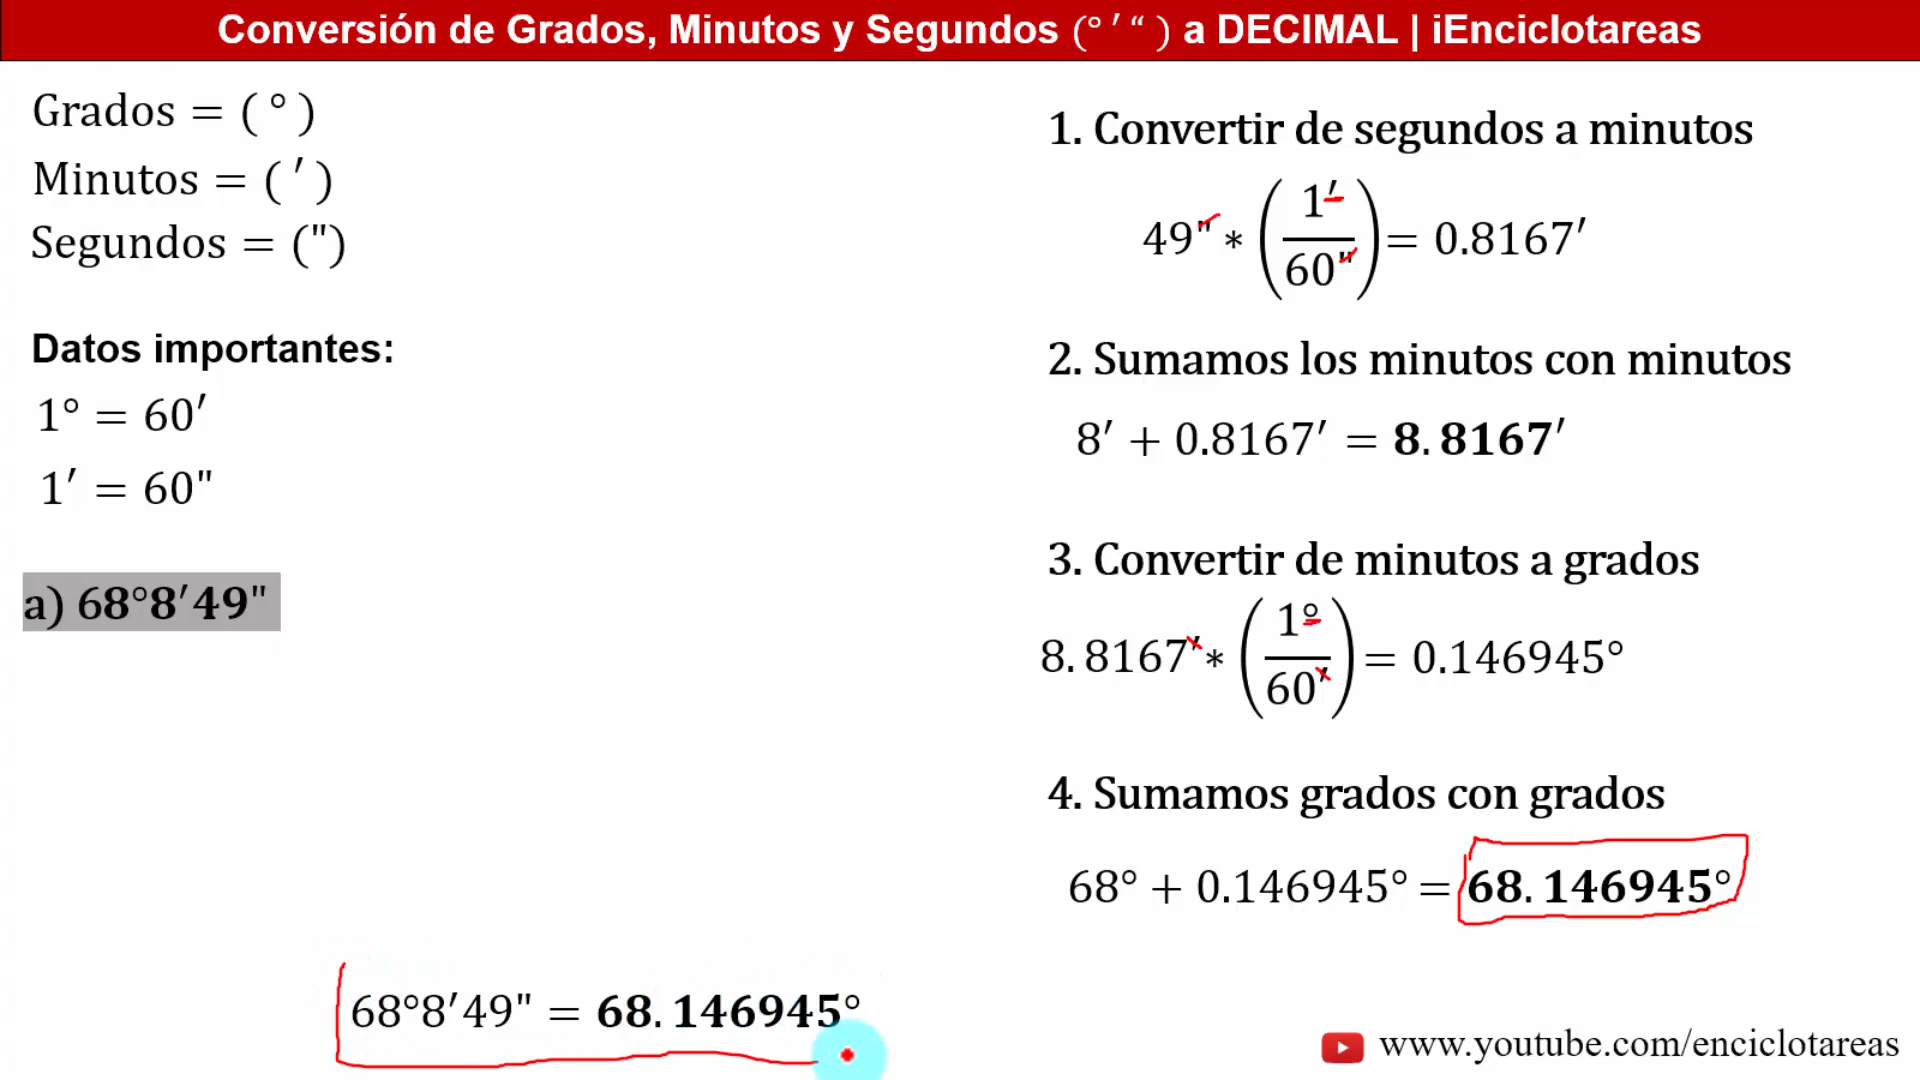 Conversión de Grados, Minutos y Segundos (° ′ “ ) a DECIMAL | iEnciclotareas
Grados = ( ° )
Minutos = ( ′ )
Segundos = (")
Datos importantes:
1° = 60′
1′ = 60"
a) 68°8′49"
1. Convertir de segundos a minutos
49" * (1′/60") = 0.8167′
2. Sumamos los minutos con minutos
8′ + 0.8167′ = 8.8167′
3. Convertir de minutos a grados
8.8167′ * (1°/60′) = 0.146945°
4. Sumamos grados con grados
68° + 0.146945° = 68.146945°
68°8′49" = 68.146945°
www.youtube.com/enciclotareas